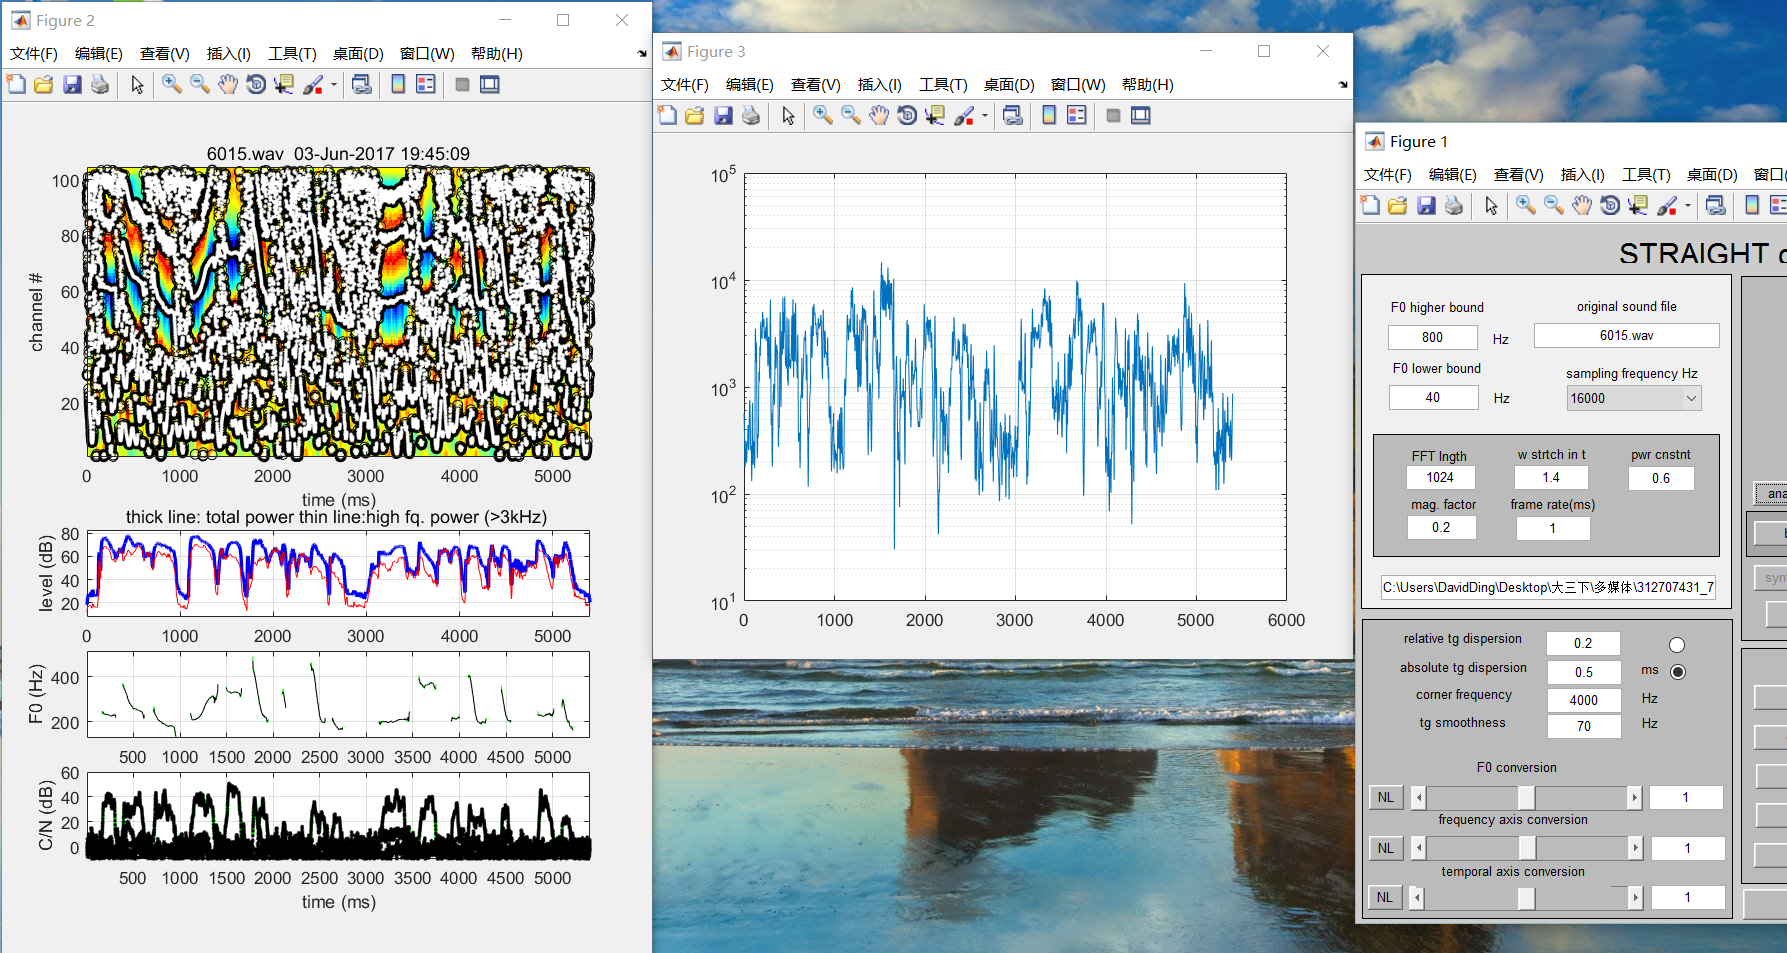 Figure 2
文件(F) 编辑(E) 查看(V) 插入(I) 工具(T) 桌面(D) 窗口(W) 帮助(H)
6015.wav 03-Jun-2017 19:45:09
channel #
100
80
60
40
20
0 1000 2000 3000 4000 5000
time (ms)
thick line: total power thin line:high fq. power (>3kHz)
level (dB)
80
60
40
20
0 1000 2000 3000 4000 5000
F0 (Hz)
400
200
500 1000 1500 2000 2500 3000 3500 4000 4500 5000
C/N (dB)
60
40
20
0
500 1000 1500 2000 2500 3000 3500 4000 4500 5000
time (ms)
Figure 3
文件(F) 编辑(E) 查看(V) 插入(I) 工具(T) 桌面(D) 窗口(W) 帮助(H)
10^5
10^4
10^3
10^2
10^1
0 1000 2000 3000 4000 5000 6000
Figure 1
文件(F) 编辑(E) 查看(V) 插入(I) 工具(T) 桌面(D) 窗口
STRAIGHT
F0 higher bound
800 Hz
F0 lower bound
40 Hz
original sound file
6015.wav
sampling frequency Hz
16000
FFT lngth w strtch in t pwr cnstnt
1024 1.4 0.6
mag. factor frame rate(ms)
0.2 1
C:\Users\DavidDing\Desktop\大三下\多媒体\312707431_7
relative tg dispersion 0.2
absolute tg dispersion 0.5 ms
corner frequency 4000 Hz
tg smoothness 70 Hz
F0 conversion
NL 1
frequency axis conversion
NL 1
temporal axis conversion
NL 1
ana
syn